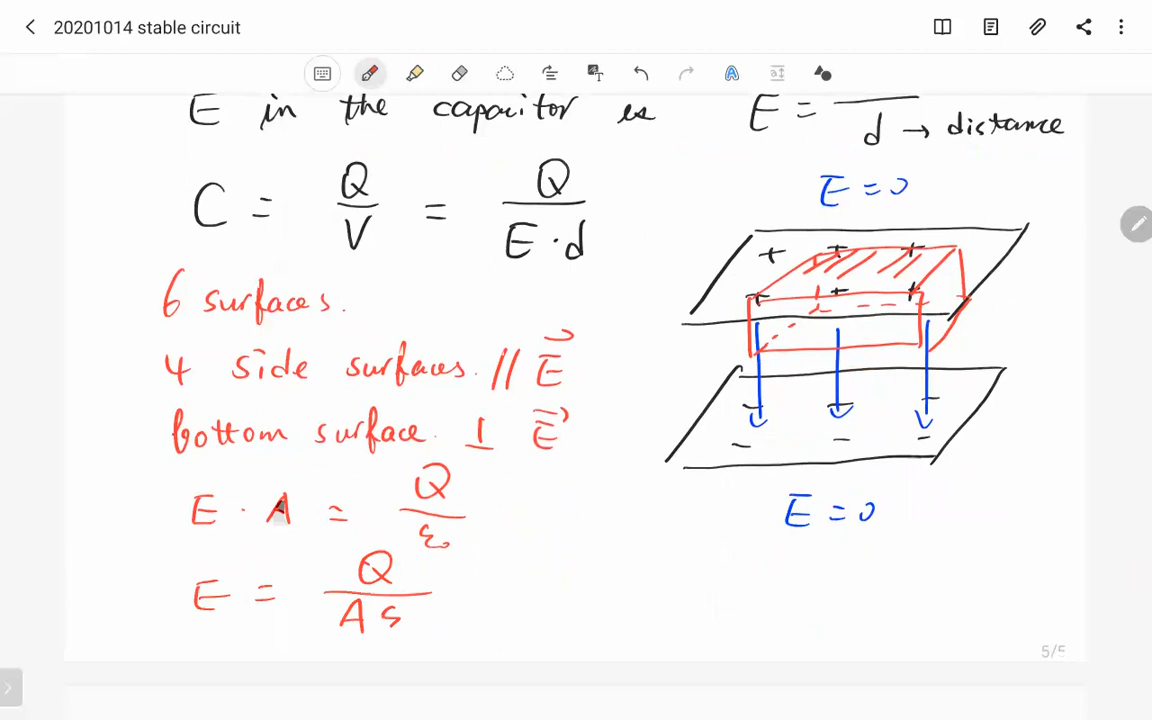 20201014 stable circuit
E in the capacitor is E = d → distance
C = Q / V = Q / E · d
E = 0
6 surfaces.
+ + +
+ + +
4 side surfaces. // E⃗
bottom surface. ⊥ E⃗
- - -
- - -
E · A = Q / ε₀
E = 0
E = Q / A
5/5